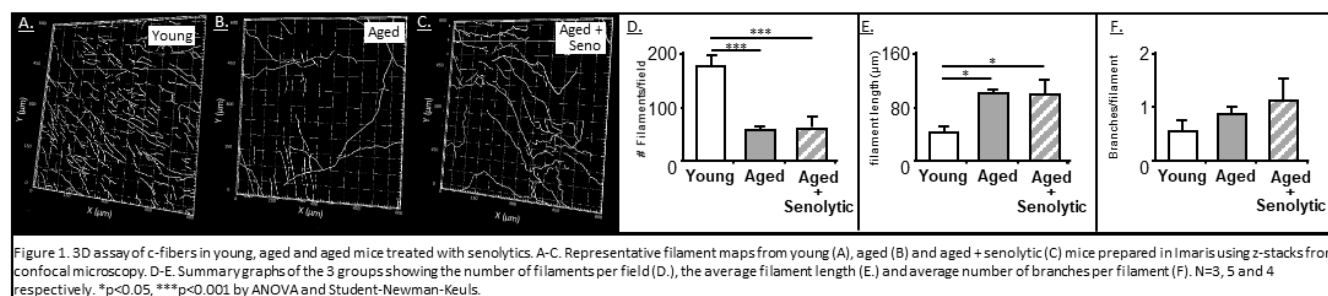 A.
Young
Y (µm)
X (µm)
B.
Aged
Y (µm)
X (µm)
C.
Aged +
Seno
Y (µm)
X (µm)
D.
# Filaments/field
200
100
0
***
***
Young Aged Aged
+
Senolytic
E.
filament length (µm)
160
80
0
*
*
Young Aged Aged
+
Senolytic
F.
Branches/filament
2
1
0
Young Aged Aged
+
Senolytic
Figure 1. 3D assay of c-fibers in young, aged and aged mice treated with senolytics. A-C. Representative filament maps from young (A), aged (B) and aged + senolytic (C) mice prepared in Imaris using z-stacks from
confocal microscopy. D-E. Summary graphs of the 3 groups showing the number of filaments per field (D.), the average filament length (E.) and average number of branches per filament (F). N=3, 5 and 4
respectively. *p<0.05, ***p<0.001 by ANOVA and Student-Newman-Keuls.